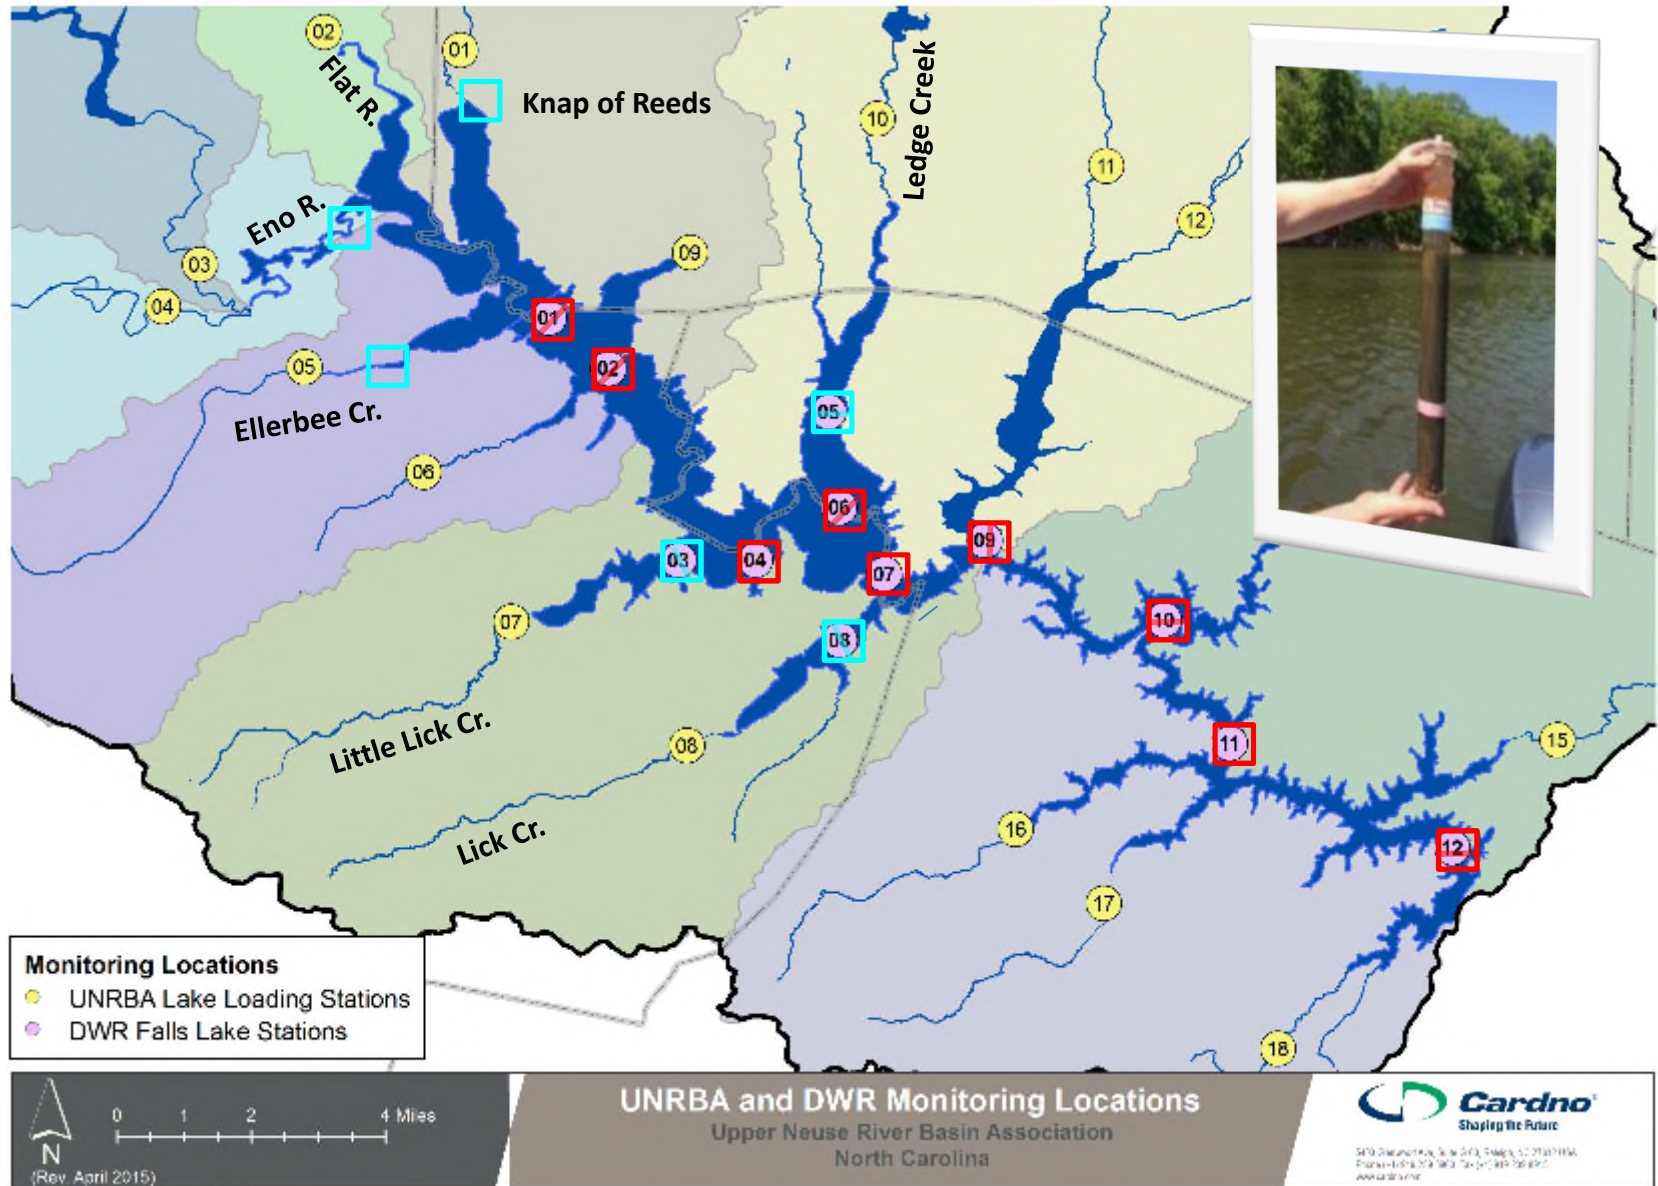 02
01
Flat R.
Knap of Reeds
Ledge Creek
10
11
12
Eno R.
03
04
09
01
02
05
Ellerbee Cr.
05
06
06
03
04
07
09
07
08
10
Little Lick Cr.
08
11
15
Lick Cr.
16
12
17
18
Monitoring Locations
UNRBA Lake Loading Stations
DWR Falls Lake Stations
0 1 2 4 Miles
N
(Rev. April 2015)
UNRBA and DWR Monitoring Locations
Upper Neuse River Basin Association
North Carolina
Cardno
Shaping the Future
www.cardno.com